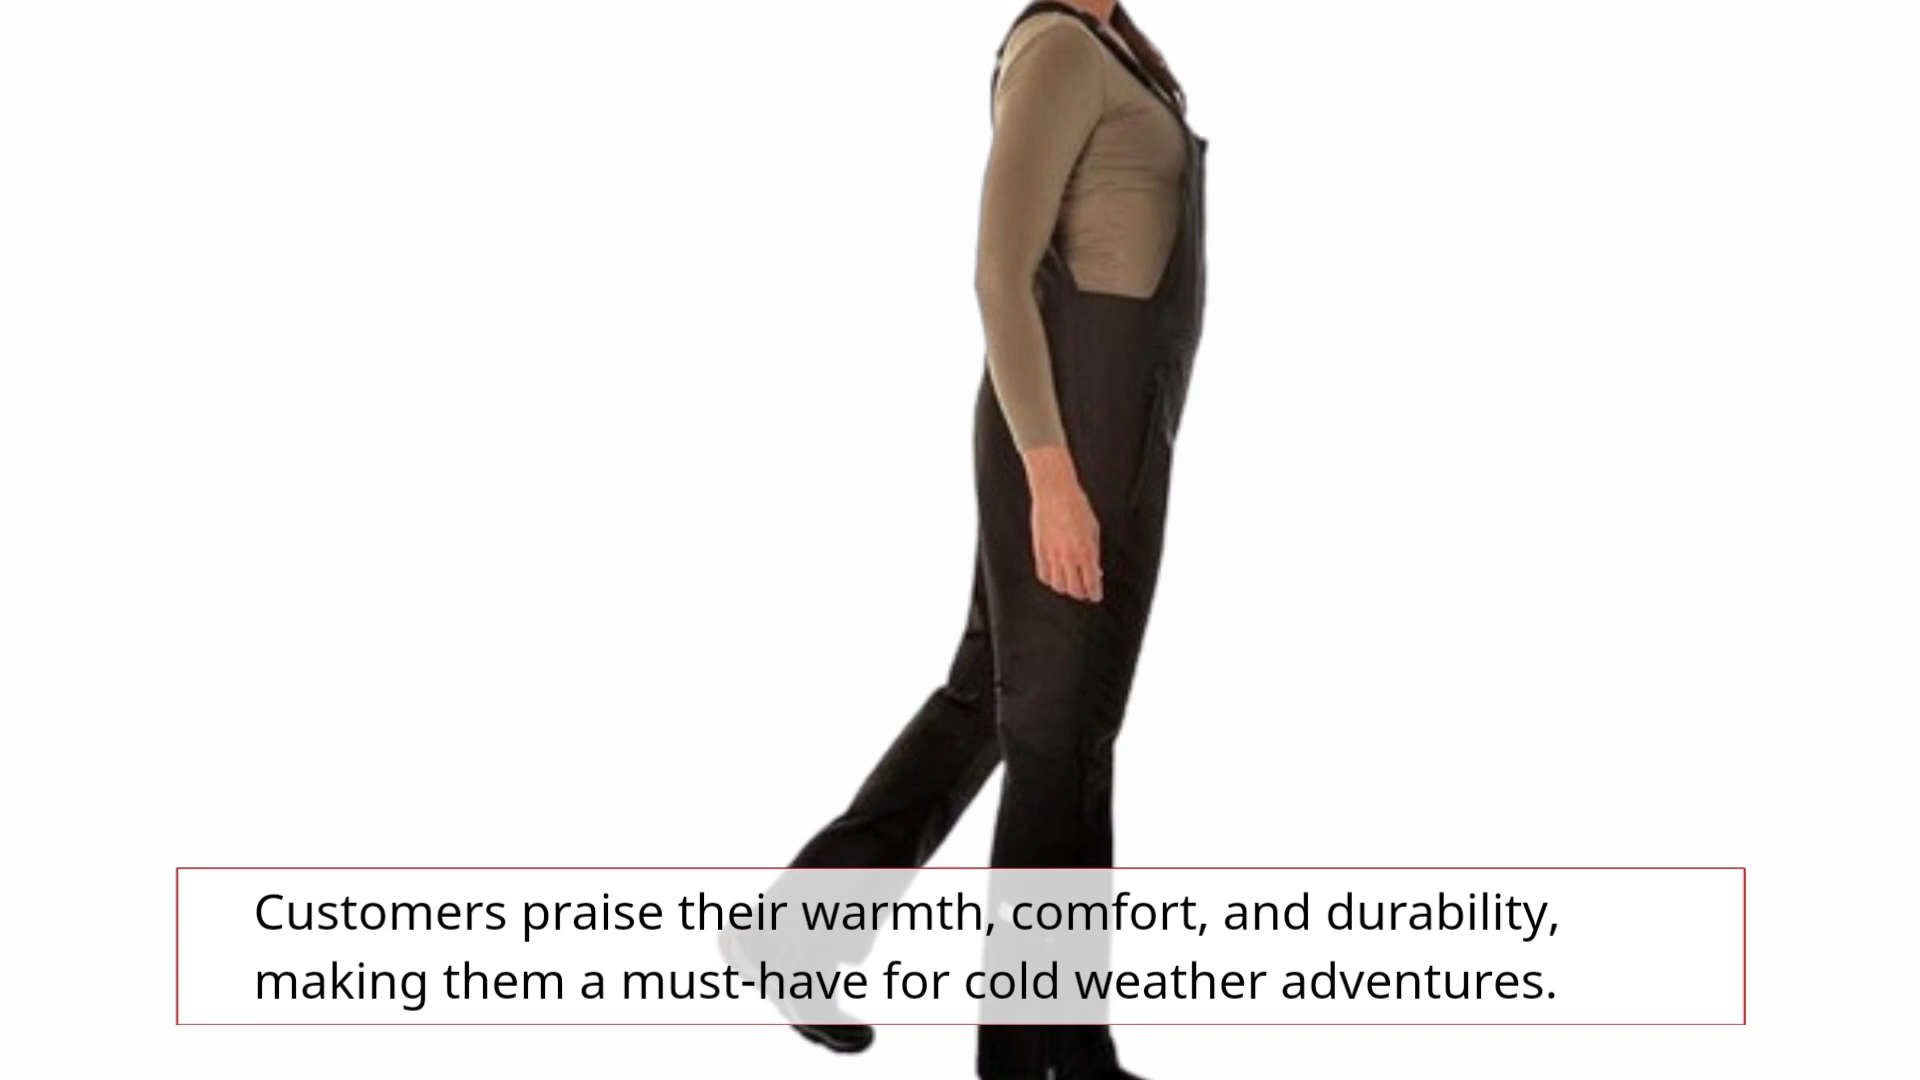 Customers praise their warmth, comfort, and durability,
making them a must-have for cold weather adventures.